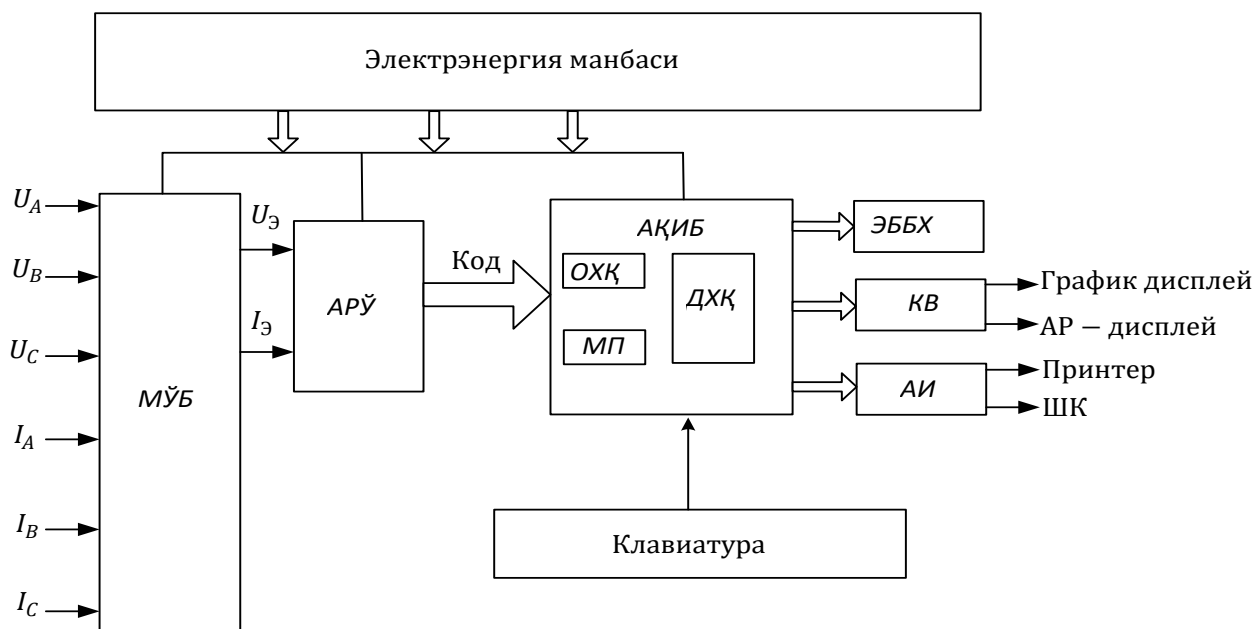 Электрэнергия манбаси
U_A
U_B
U_C
I_A
I_B
I_C
МЎБ
U_Э
I_Э
АРЎ
Код
АҚИБ
ОХҚ
МП
ДХҚ
ЭББХ
КВ
АИ
График дисплей
АР − дисплей
Принтер
ШК
Клавиатура